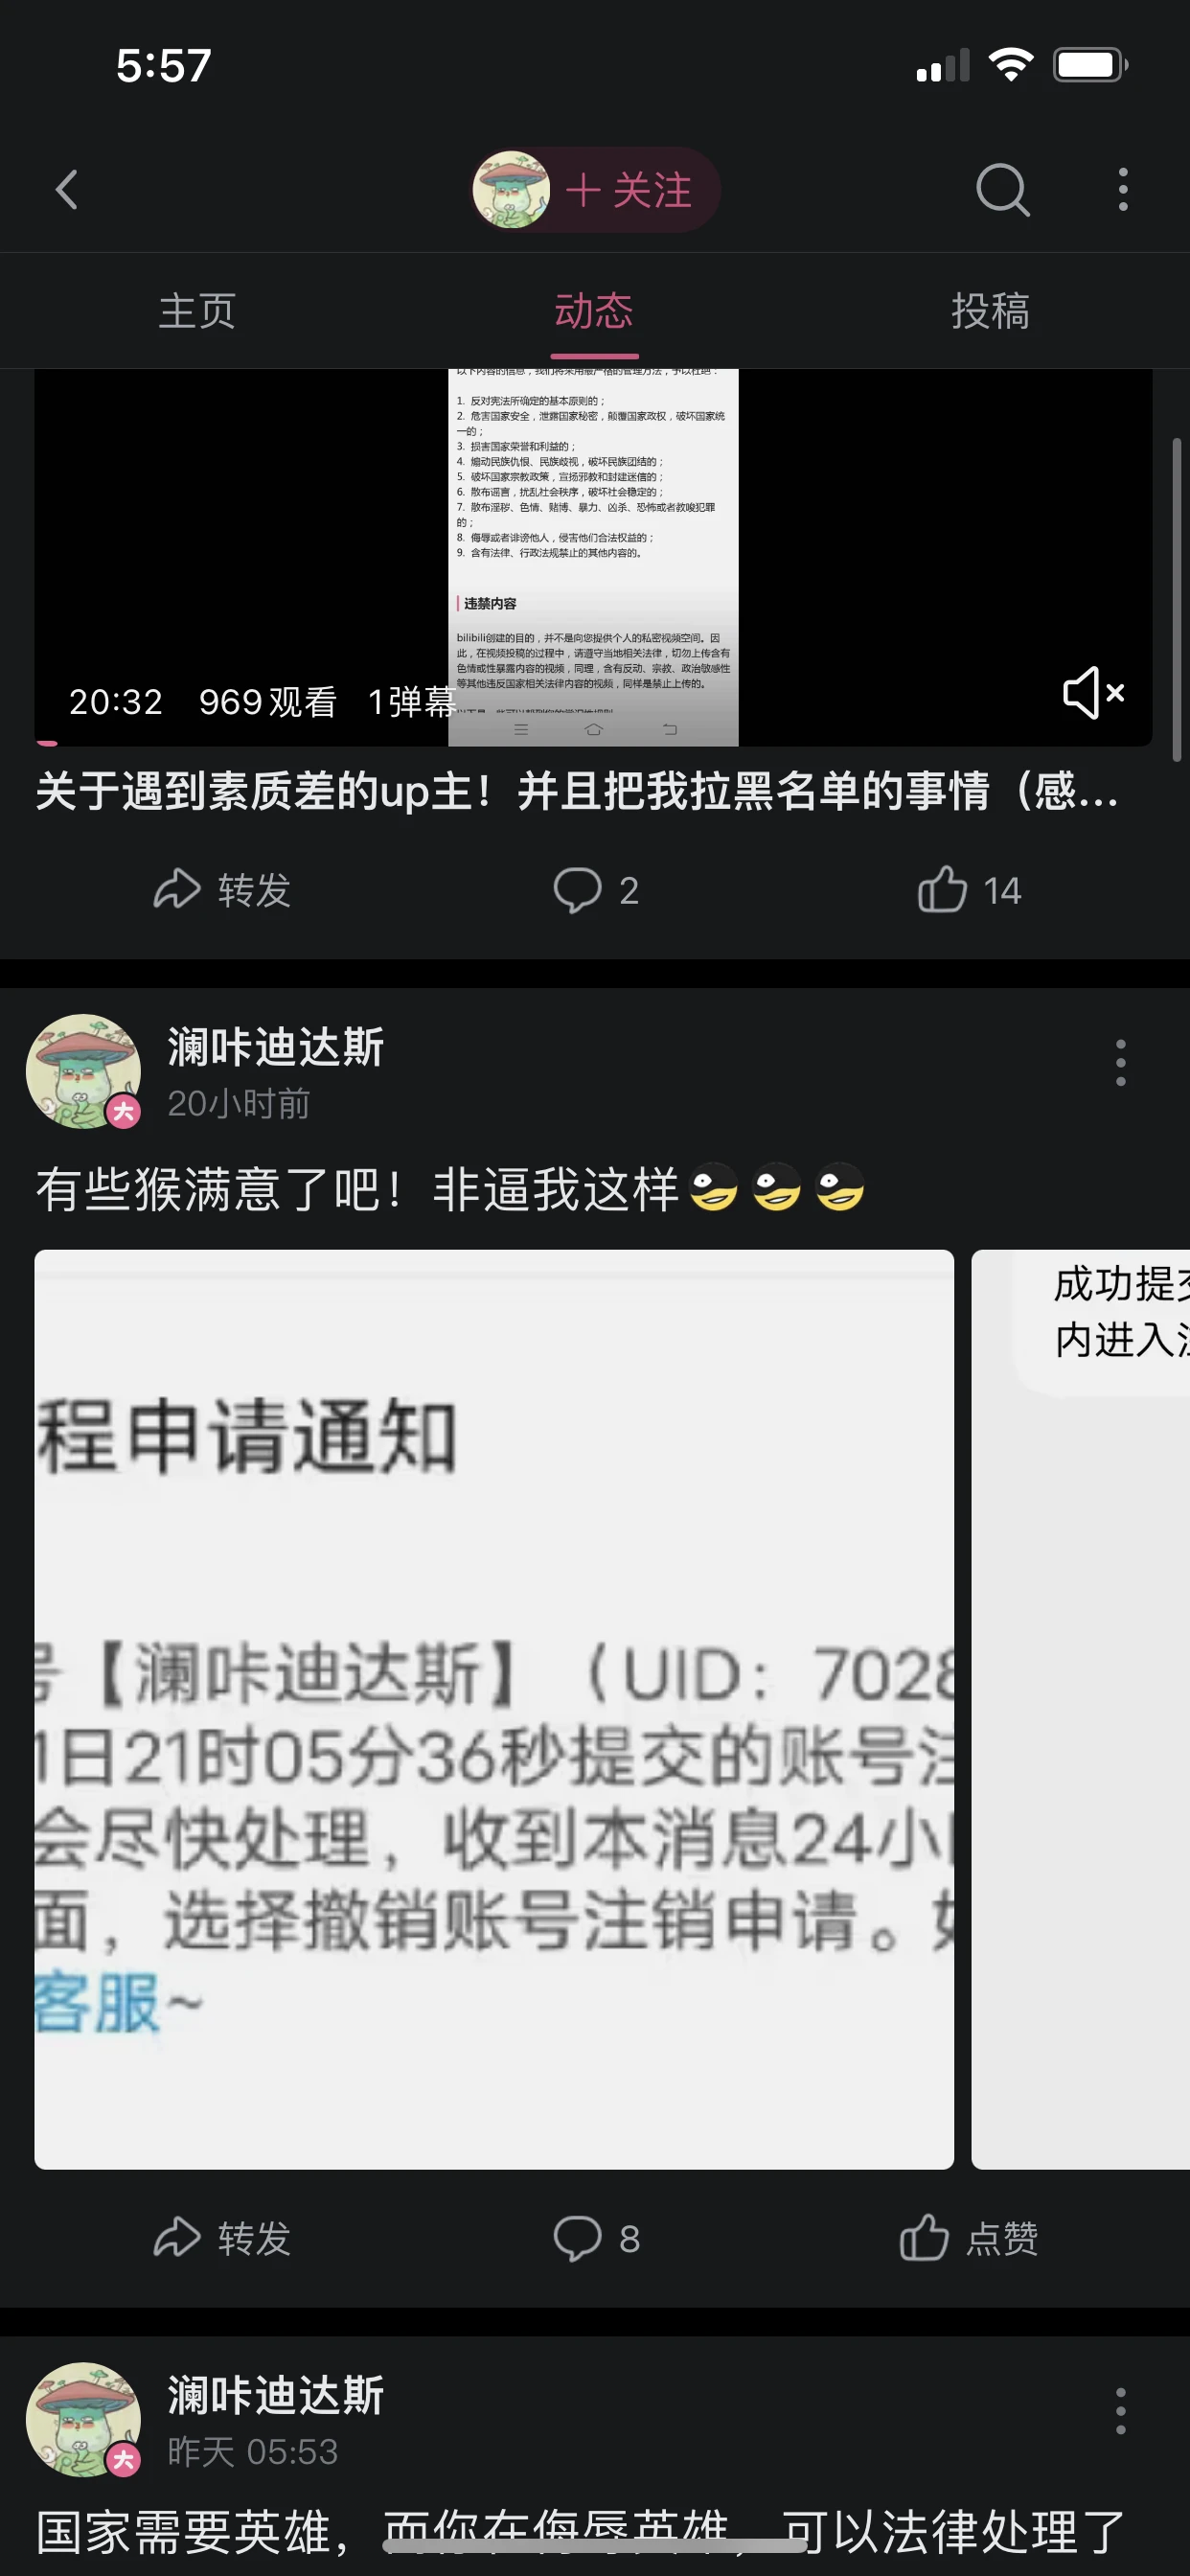 5:57
关注
主页
动态
投稿
以下内容的信息，我们将采用最严格的管理方法，予以杜绝：
1. 反对宪法所确定的基本原则的；
2. 危害国家安全，泄露国家秘密，颠覆国家政权，破坏国家统
一的；
3. 损害国家荣誉和利益的；
4. 煽动民族仇恨、民族歧视，破坏民族团结的；
5. 破坏国家宗教政策，宣扬邪教和封建迷信的；
6. 散布谣言，扰乱社会秩序，破坏社会稳定的；
7. 散布淫秽、色情、赌博、暴力、凶杀、恐怖或者教唆犯罪
的；
8. 侮辱或者诽谤他人，侵害他们合法权益的；
9. 含有法律、行政法规禁止的其他内容的。
违禁内容
bilibili创建的目的，并不是向您提供个人的私密视频空间。因
此，在视频投稿的过程中，请遵守当地相关法律，切勿上传含有
色情或性暴露内容的视频，同理，含有反动、宗教、政治敏感性
等其他违反国家相关法律内容的视频，同样是禁止上传的。
20:32 969观看 1弹幕
关于遇到素质差的up主！并且把我拉黑名单的事情（感...
转发 2 14
澜咔迪达斯
20小时前
有些猴满意了吧！非逼我这样
程申请通知
号【澜咔迪达斯】（UID：7028
1日21时05分36秒提交的账号注
会尽快处理，收到本消息24小
面，选择撤销账号注销申请。如
客服~
成功提交
内进入注
转发 8 点赞
澜咔迪达斯
昨天 05:53
国家需要英雄，而你在侮辱英雄，可以法律处理了